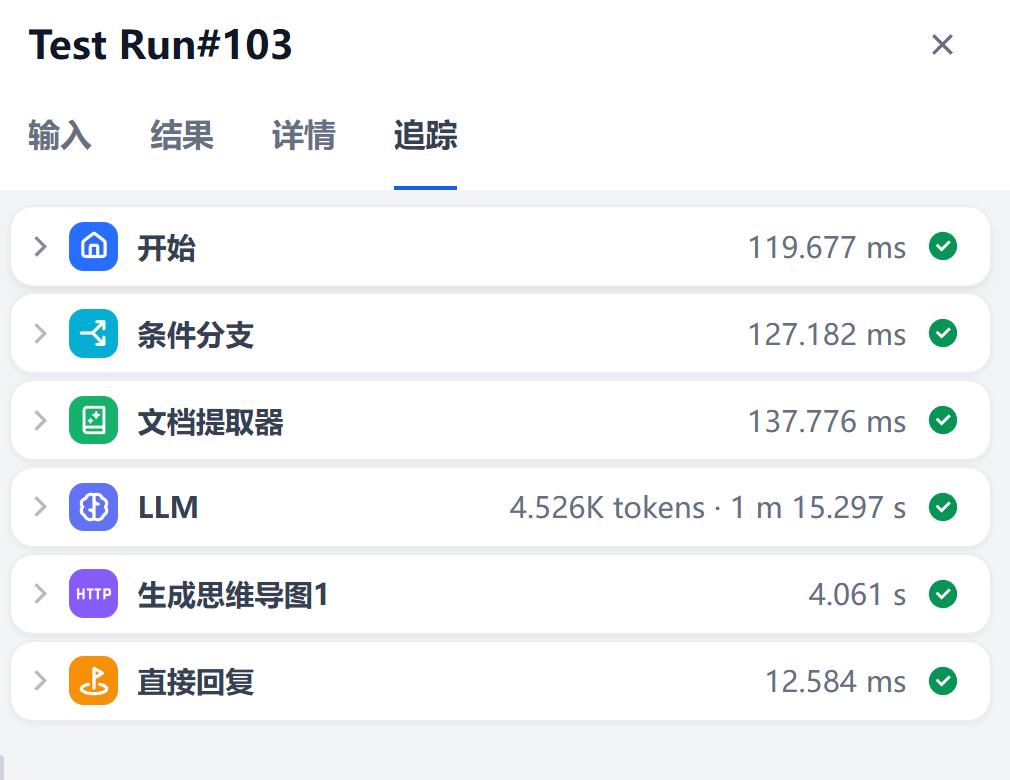 Test Run#103
输入 结果 详情 追踪
开始 119.677 ms
条件分支 127.182 ms
文档提取器 137.776 ms
LLM 4.526K tokens · 1 m 15.297 s
HTTP 生成思维导图1 4.061 s
直接回复 12.584 ms